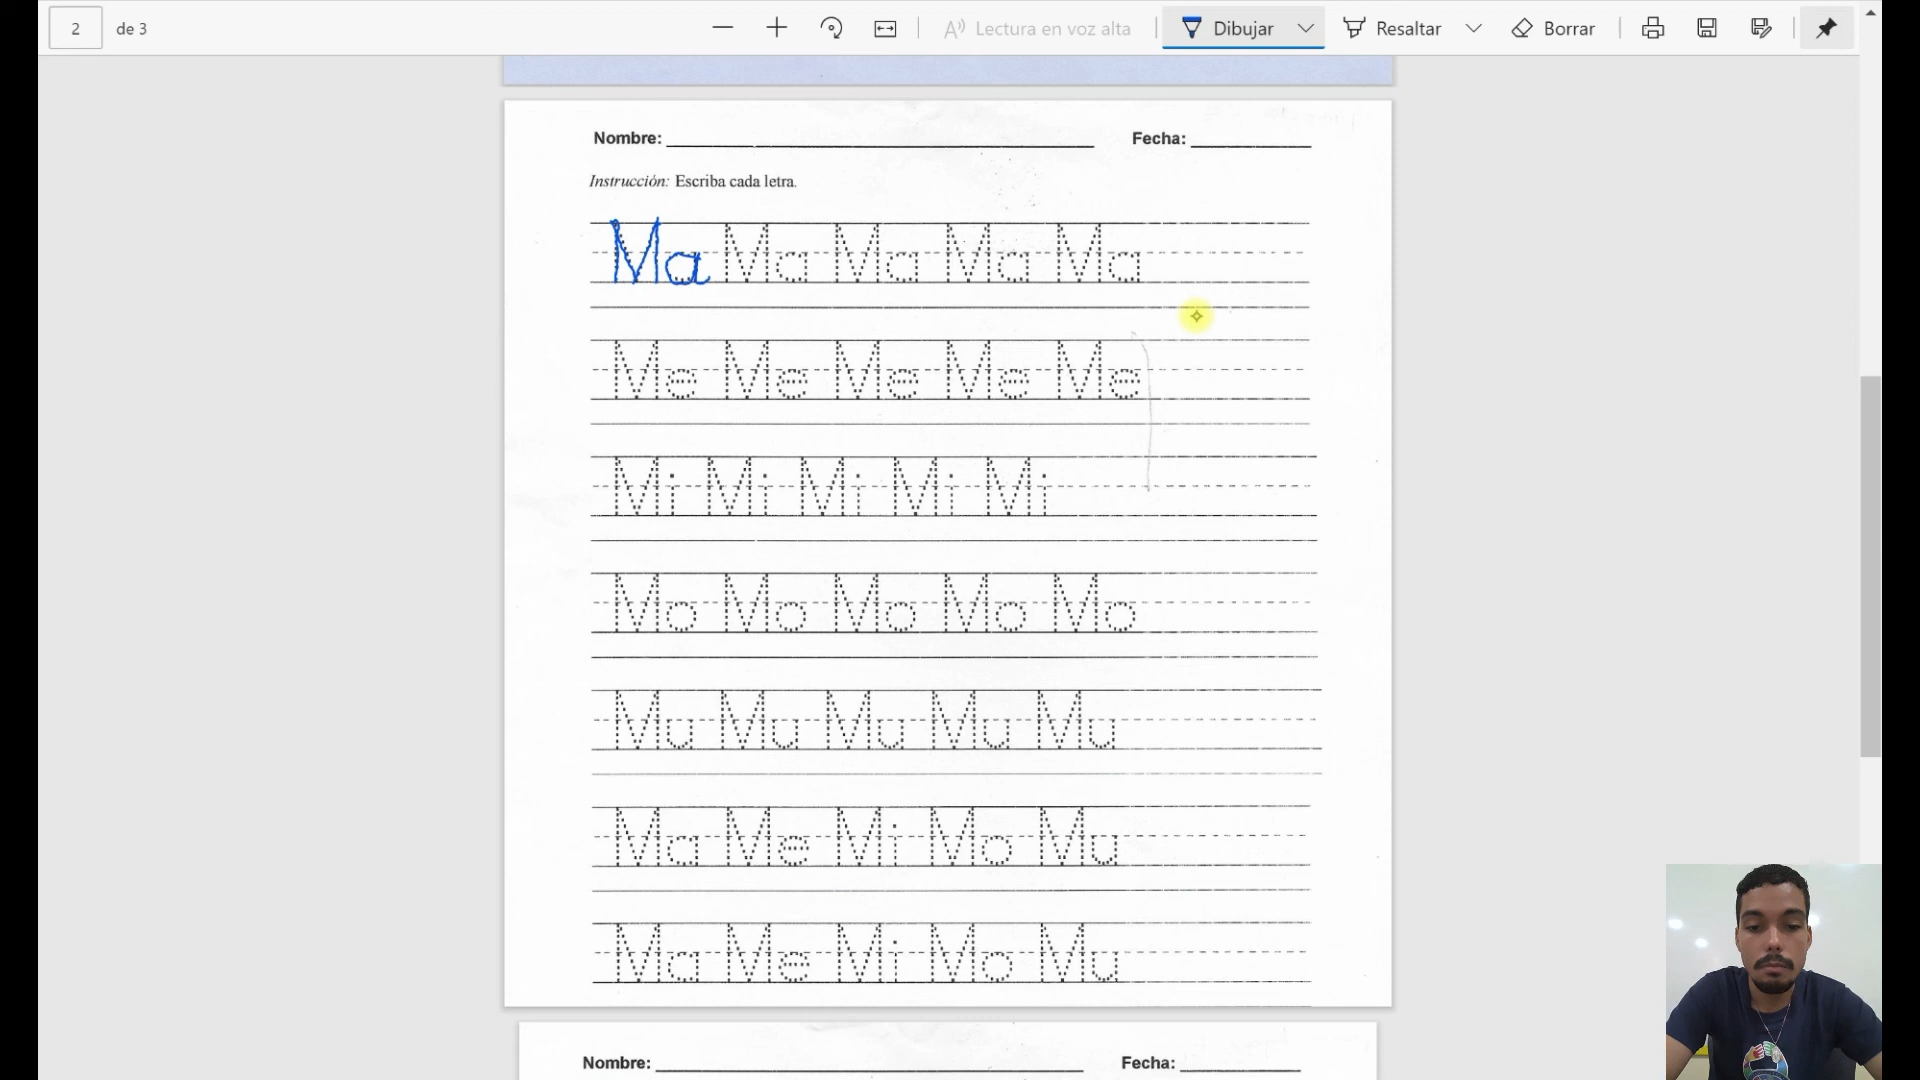 2 de 3 Lectura en voz alta Dibujar Resaltar Borrar
Nombre: Fecha:
Instrucción: Escriba cada letra.
Ma Ma Ma Ma Ma
Me Me Me Me Me
Mi Mi Mi Mi Mi
Mo Mo Mo Mo Mo
Mu Mu Mu Mu Mu
Ma Me Mi Mo Mu
Ma Me Mi Mo Mu
Nombre: Fecha: